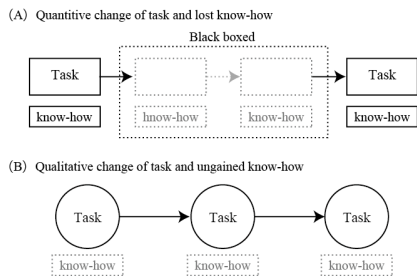 (A) Quantitive change of task and lost know-how
Black boxed
Task
Task
know-how
hnow-how
know-how
know-how
(B) Qualitative change of task and ungained know-how
Task
Task
Task
know-how
know-how
know-how